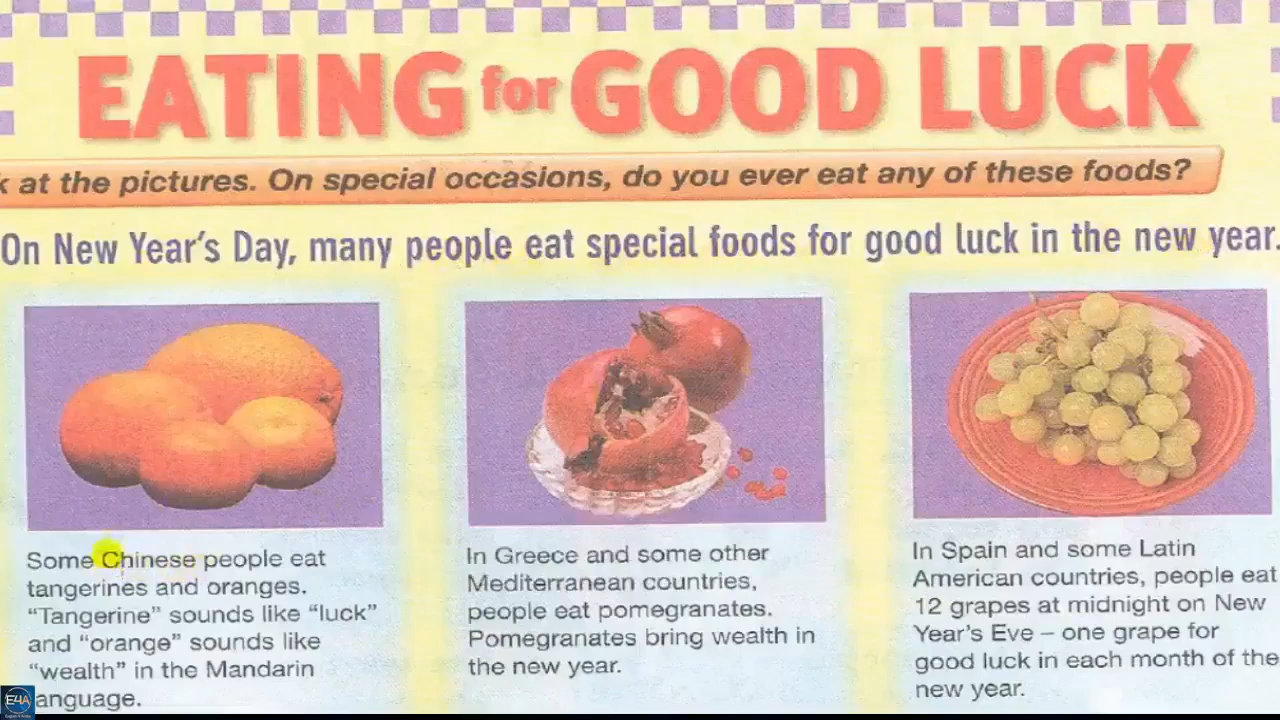 EATING for GOOD LUCK
at the pictures. On special occasions, do you ever eat any of these foods?
On New Year's Day, many people eat special foods for good luck in the new year.
Some Chinese people eat
tangerines and oranges.
“Tangerine” sounds like “luck”
and “orange” sounds like
“wealth” in the Mandarin
anguage.
In Greece and some other
Mediterranean countries,
people eat pomegranates.
Pomegranates bring wealth in
the new year.
In Spain and some Latin
American countries, people eat
12 grapes at midnight on New
Year's Eve – one grape for
good luck in each month of the
new year.
E4A